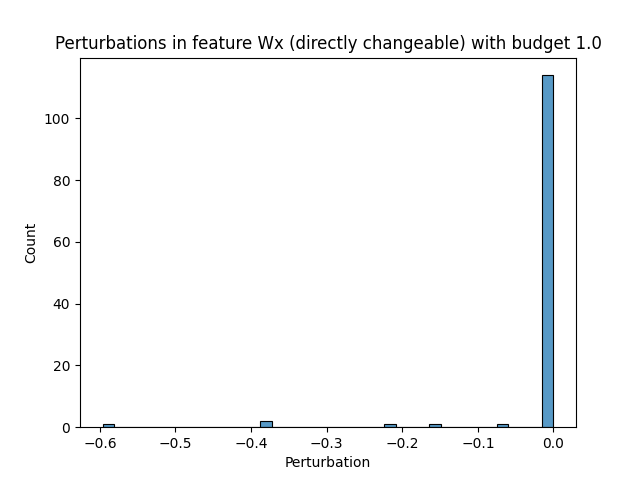 Perturbations in feature Wx (directly changeable) with budget 1.0
Count
100
80
60
40
20
0
−0.6 −0.5 −0.4 −0.3 −0.2 −0.1 0.0
Perturbation